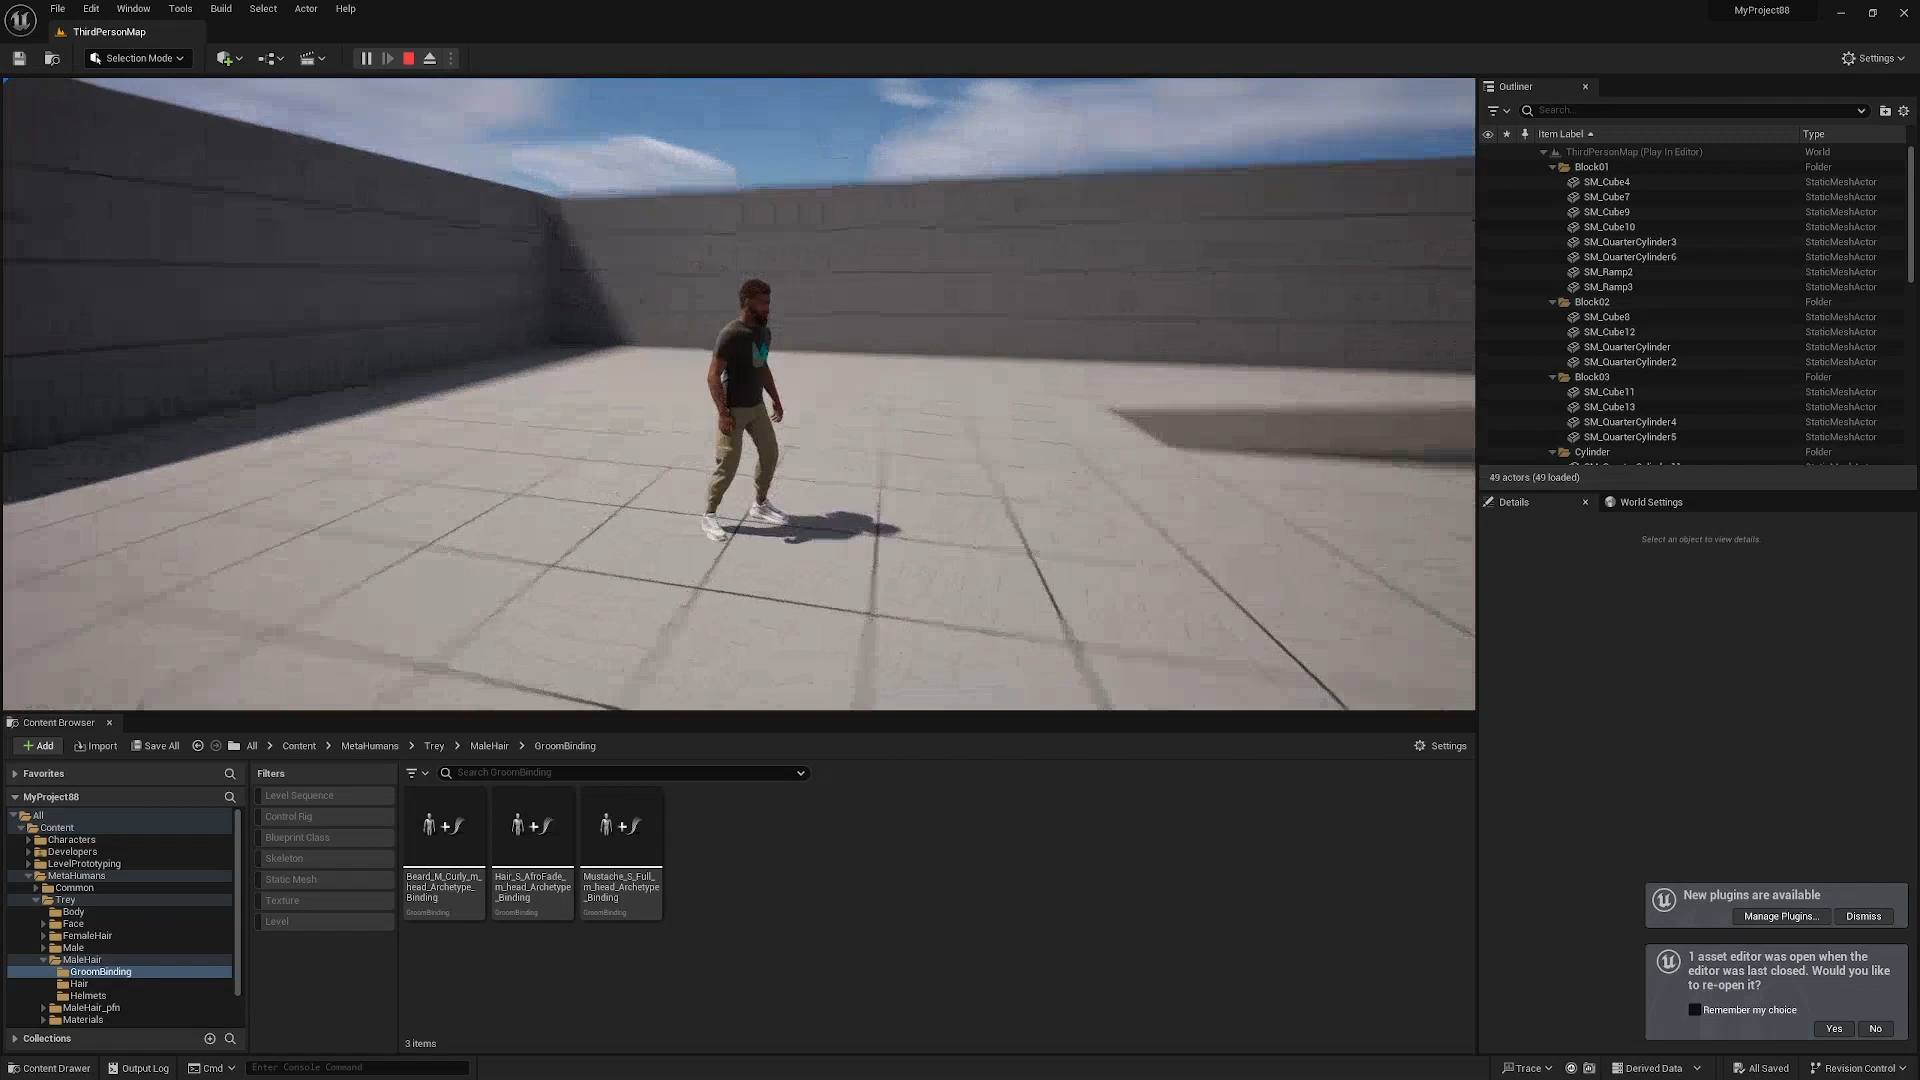 File Edit Window Tools Build Select Actor Help
MyProject88
ThirdPersonMap
Selection Mode
Settings
Outliner
Search...
Item Label Type
ThirdPersonMap (Play In Editor) World
Block01 Folder
SM_Cube4 StaticMeshActor
SM_Cube7 StaticMeshActor
SM_Cube9 StaticMeshActor
SM_Cube10 StaticMeshActor
SM_QuarterCylinder3 StaticMeshActor
SM_QuarterCylinder6 StaticMeshActor
SM_Ramp2 StaticMeshActor
SM_Ramp3 StaticMeshActor
Block02 Folder
SM_Cube8 StaticMeshActor
SM_Cube12 StaticMeshActor
SM_QuarterCylinder StaticMeshActor
SM_QuarterCylinder2 StaticMeshActor
Block03 Folder
SM_Cube11 StaticMeshActor
SM_Cube13 StaticMeshActor
SM_QuarterCylinder4 StaticMeshActor
SM_QuarterCylinder5 StaticMeshActor
Cylinder Folder
49 actors (49 loaded)
Details World Settings
Select an object to view details.
Content Browser
Add Import Save All All Content MetaHumans Trey MaleHair GroomBinding Settings
Favorites
MyProject88
All
Content
Characters
Developers
LevelPrototyping
MetaHumans
Common
Trey
Body
Face
FemaleHair
Male
MaleHair
GroomBinding
Hair
Helmets
MaleHair_pfn
Materials
Collections
Filters
Level Sequence
Control Rig
Blueprint Class
Skeleton
Static Mesh
Texture
Level
Search GroomBinding
Beard_M_Curly_m_
head_Archetype_
Binding
GroomBinding
Hair_S_AfroFade_
m_head_Archetype
_Binding
GroomBinding
Mustache_S_Full_
m_head_Archetype
_Binding
GroomBinding
3 items
New plugins are available
Manage Plugins... Dismiss
1 asset editor was open when the
editor was last closed. Would you like
to re-open it?
Remember my choice
Yes No
Content Drawer Output Log Cmd Enter Console Command Trace Derived Data All Saved Revision Control